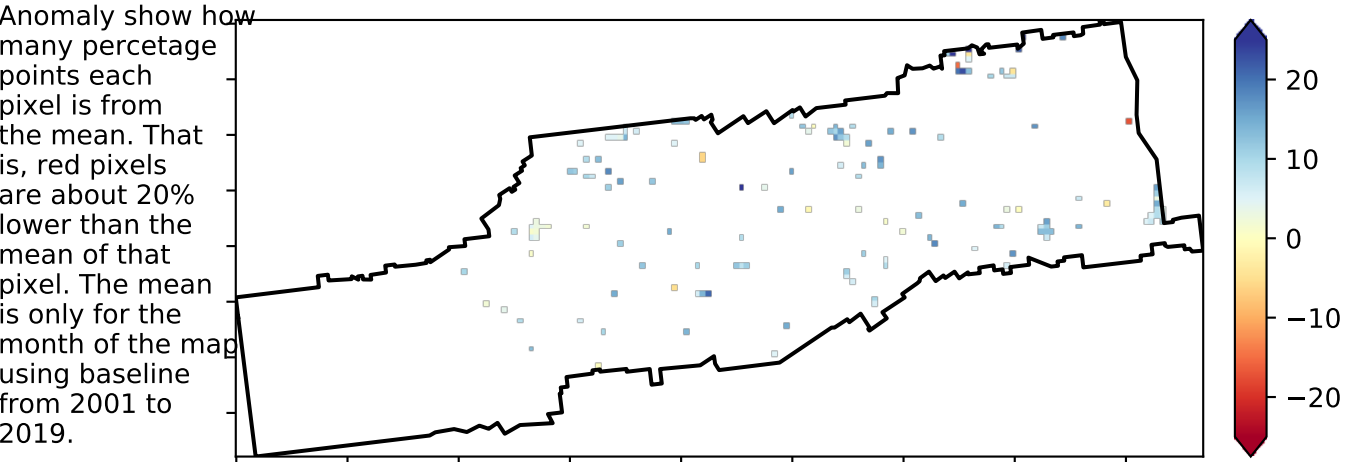 Anomaly show how
many percetage
points each
pixel is from
the mean. That
is, red pixels
are about 20%
lower than the
mean of that
pixel. The mean
is only for the
month of the map
using baseline
from 2001 to
2019.
20
10
0
−10
−20